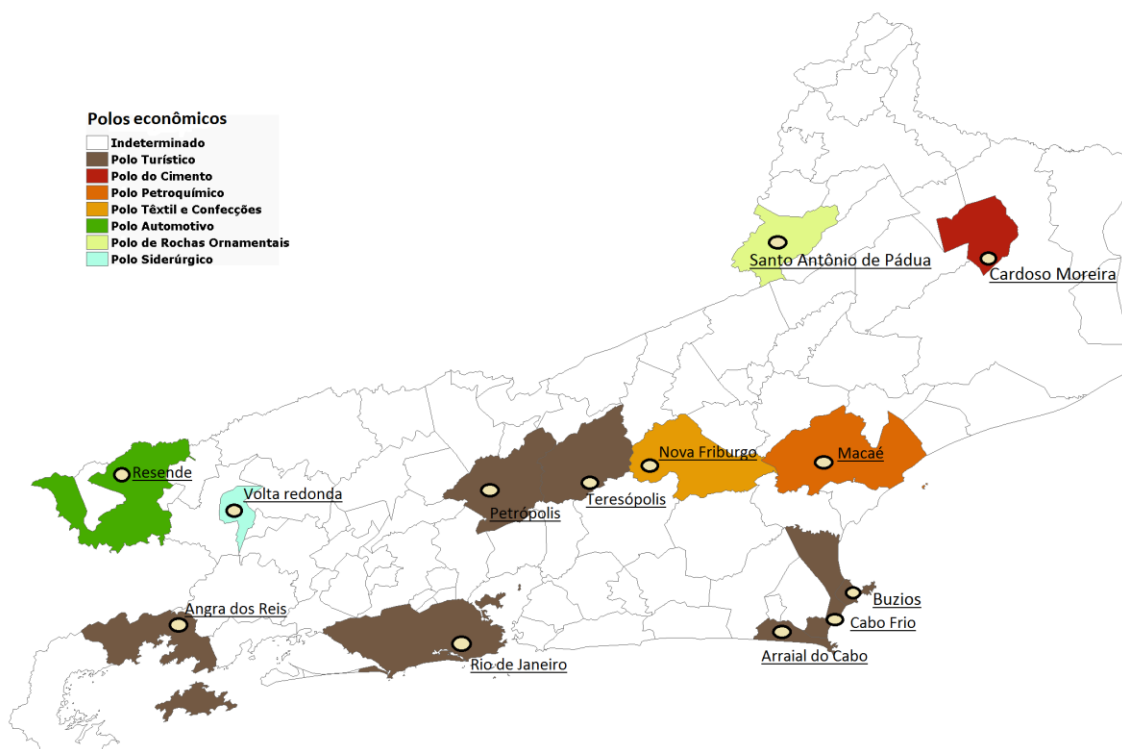 Polos econômicos
Indeterminado
Polo Turístico
Polo do Cimento
Polo Petroquímico
Polo Têxtil e Confecções
Polo Automotivo
Polo de Rochas Ornamentais
Polo Siderúrgico
Santo Antônio de Pádua
Cardoso Moreira
Nova Friburgo
Macaé
Resende
Volta redonda
Teresópolis
Petrópolis
Angra dos Reis
Buzios
Cabo Frio
Arraial do Cabo
Rio de Janeiro